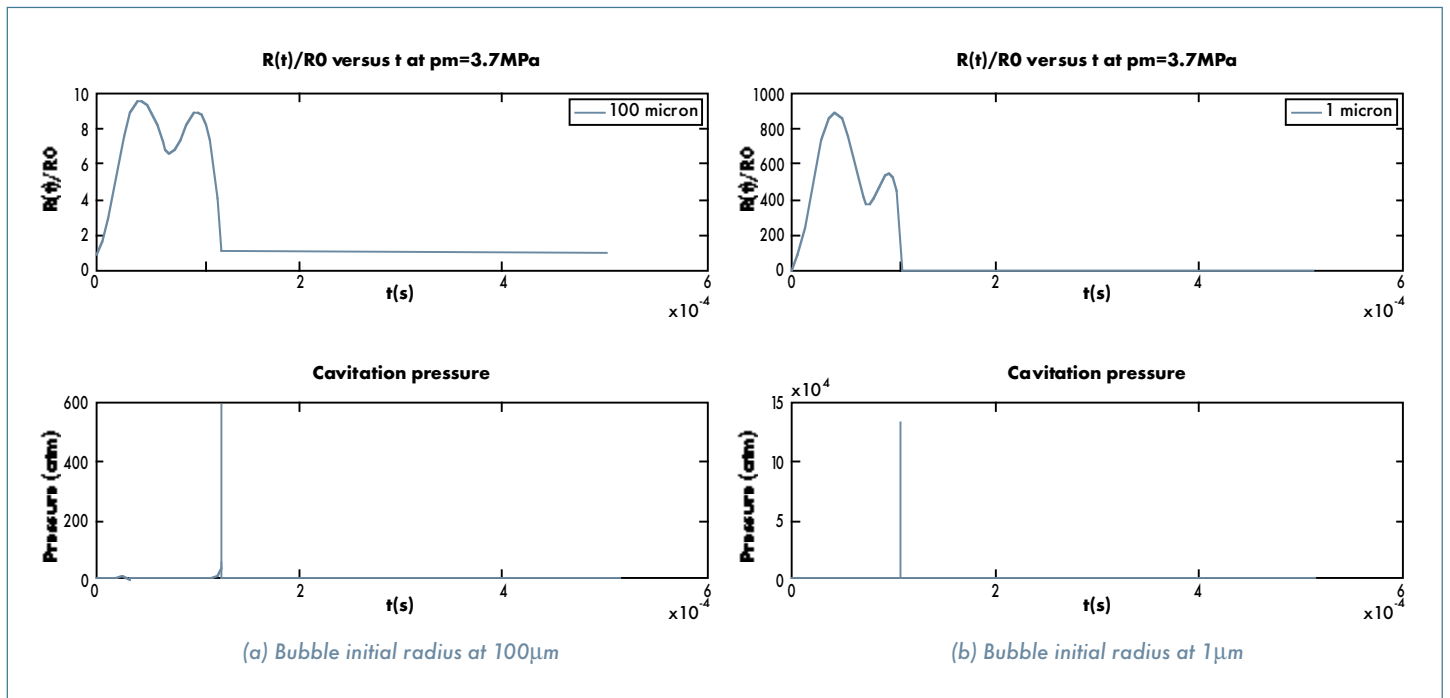 R(t)/R0 versus t at pm=3.7MPa
10
8
6
4
2
0
R(t)/R0
100 micron
0 2 4 6
t(s)
x10-4
R(t)/R0 versus t at pm=3.7MPa
1000
800
600
400
200
0
R(t)/R0
1 micron
0 2 4 6
t(s)
x10-4
Cavitation pressure
600
400
200
0
Pressure (atm)
0 2 4 6
t(s)
x10-4
Cavitation pressure
x104
15
10
5
0
Pressure (atm)
0 2 4 6
t(s)
x10-4
(a) Bubble initial radius at 100μm
(b) Bubble initial radius at 1μm